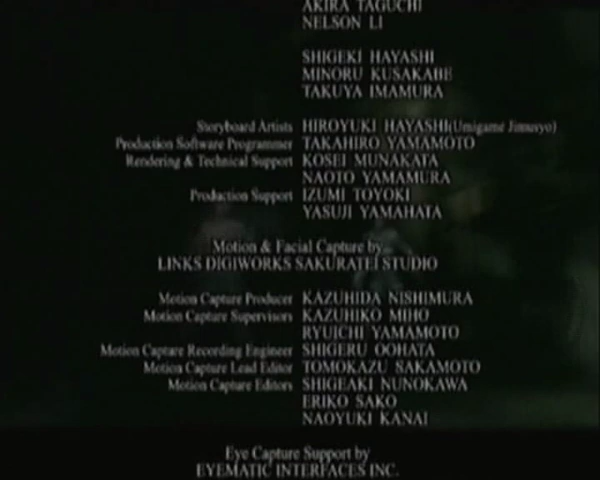 AKIRA TAGUCHI
NELSON LI
SHIGEKI HAYASHI
MINORU KUSAKABE
TAKUYA IMAMURA
Storyboard Artists HIROYUKI HAYASHI(Umigame Jimusyo)
Production Software Programmer TAKAHIRO YAMAMOTO
Rendering & Technical Support KOSEI MUNAKATA
NAOTO YAMAMURA
Production Support IZUMI TOYOKI
YASUJI YAMAHATA
Motion & Facial Capture by
LINKS DIGIWORKS SAKURATEI STUDIO
Motion Capture Producer KAZUHIDA NISHIMURA
Motion Capture Supervisors KAZUHIKO MIHO
RYUICHI YAMAMOTO
Motion Capture Recording Engineer SHIGERU OOHATA
Motion Capture Lead Editor TOMOKAZU SAKAMOTO
Motion Capture Editors SHIGEAKI NUNOKAWA
ERIKO SAKO
NAOYUKI KANAI
Eye Capture Support by
EYEMATIC INTERFACES INC.